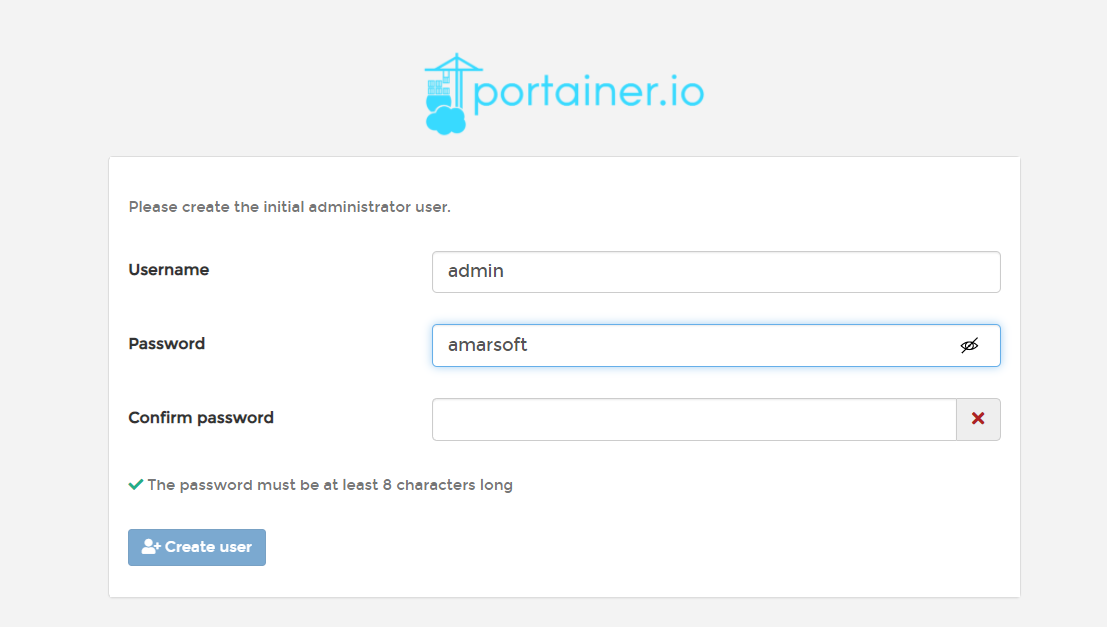 portainer.io
Please create the initial administrator user.
Username
admin
Password
amarsoft
Confirm password
The password must be at least 8 characters long
Create user